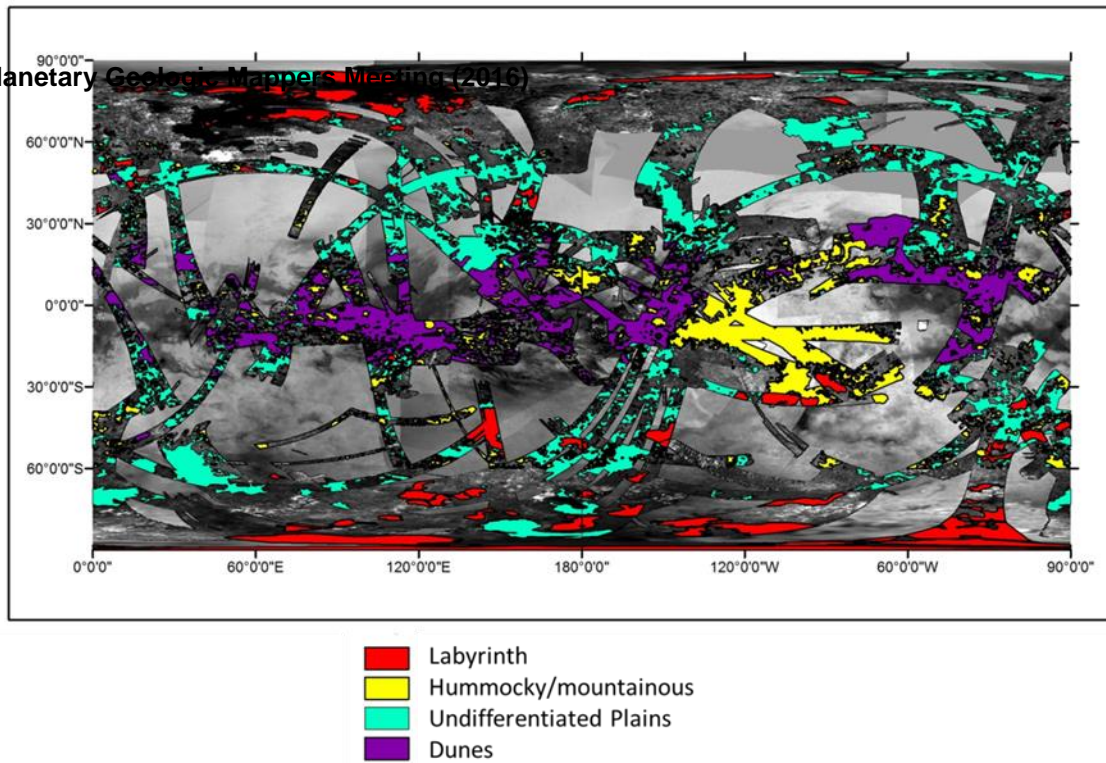 90°0'0"
lanetary Geologic Mappers Meeting (2016)
60°0'0"N
30°0'0"N
0°0'0"
30°0'0"S
60°0'0"S
0°0'0" 60°0'0"E 120°0'0"E 180°0'0" 120°0'0"W 60°0'0"W 90°0'0"
Labyrinth
Hummocky/mountainous
Undifferentiated Plains
Dunes